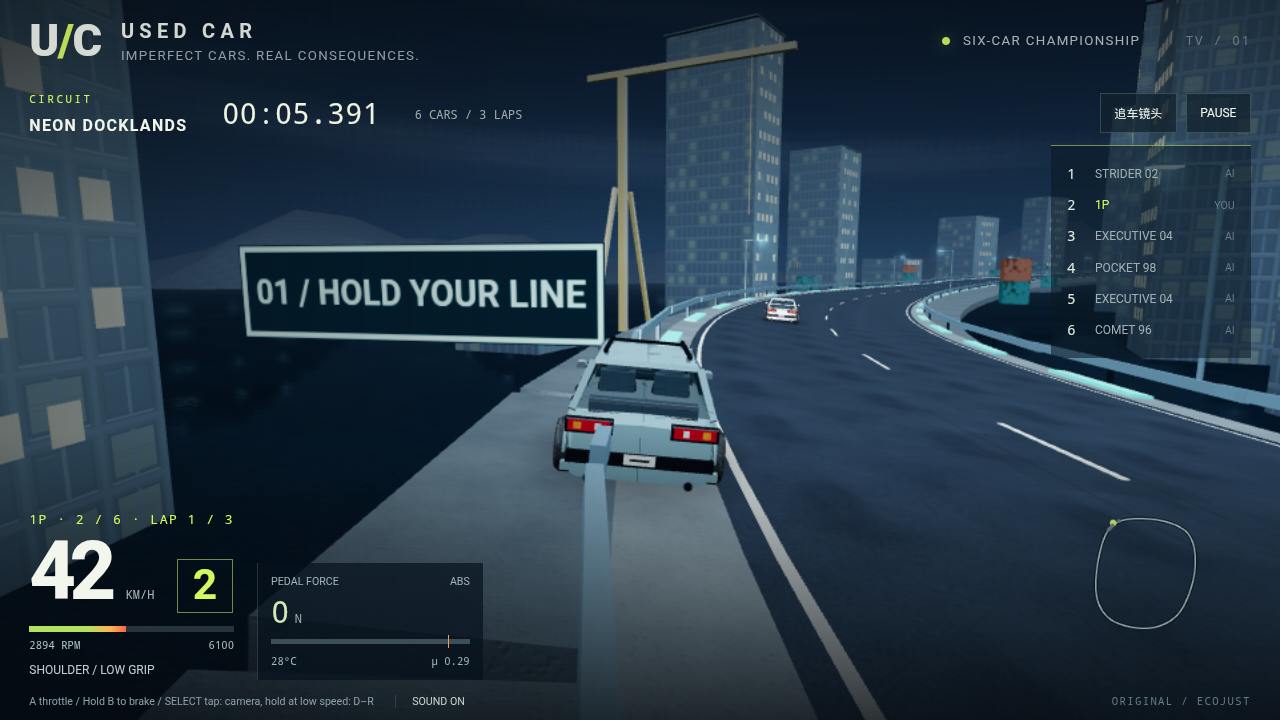 U/C
USED CAR
IMPERFECT CARS. REAL CONSEQUENCES.
SIX-CAR CHAMPIONSHIP
TV / 01
CIRCUIT
NEON DOCKLANDS
00:05.391
6 CARS / 3 LAPS
追车镜头
PAUSE
1 STRIDER 02 AI
2 1P YOU
3 EXECUTIVE 04 AI
4 POCKET 98 AI
5 EXECUTIVE 04 AI
6 COMET 96 AI
01 / HOLD YOUR LINE
1P · 2 / 6 · LAP 1 / 3
42 KM/H
2
2894 RPM 6100
SHOULDER / LOW GRIP
PEDAL FORCE ABS
0 N
28°C μ 0.29
A throttle / Hold B to brake / SELECT tap: camera, hold at low speed: D–R
SOUND ON
ORIGINAL / ECOJUST